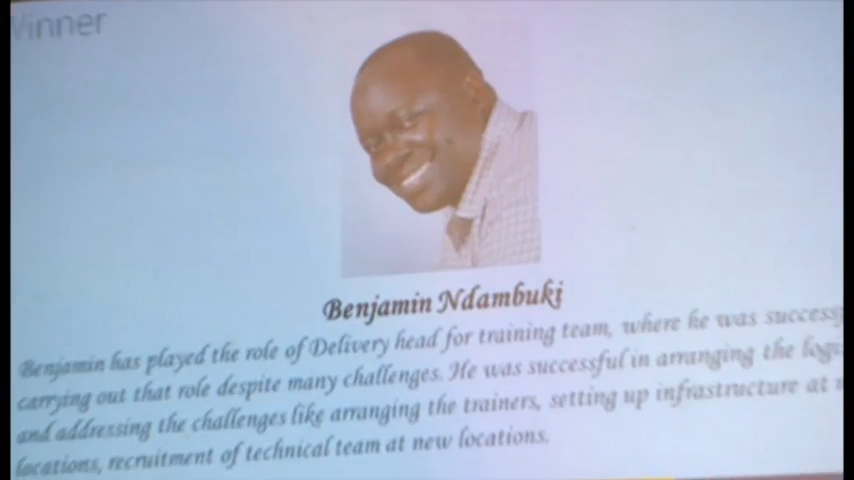 Winner
Benjamin Ndambuki
Benjamin has played the role of Delivery head for training team, where he was
carrying out that role despite many challenges. He was successful in arranging the
and addressing the challenges like arranging the trainers, setting up infrastructure at
locations, recruitment of technical team at new locations.